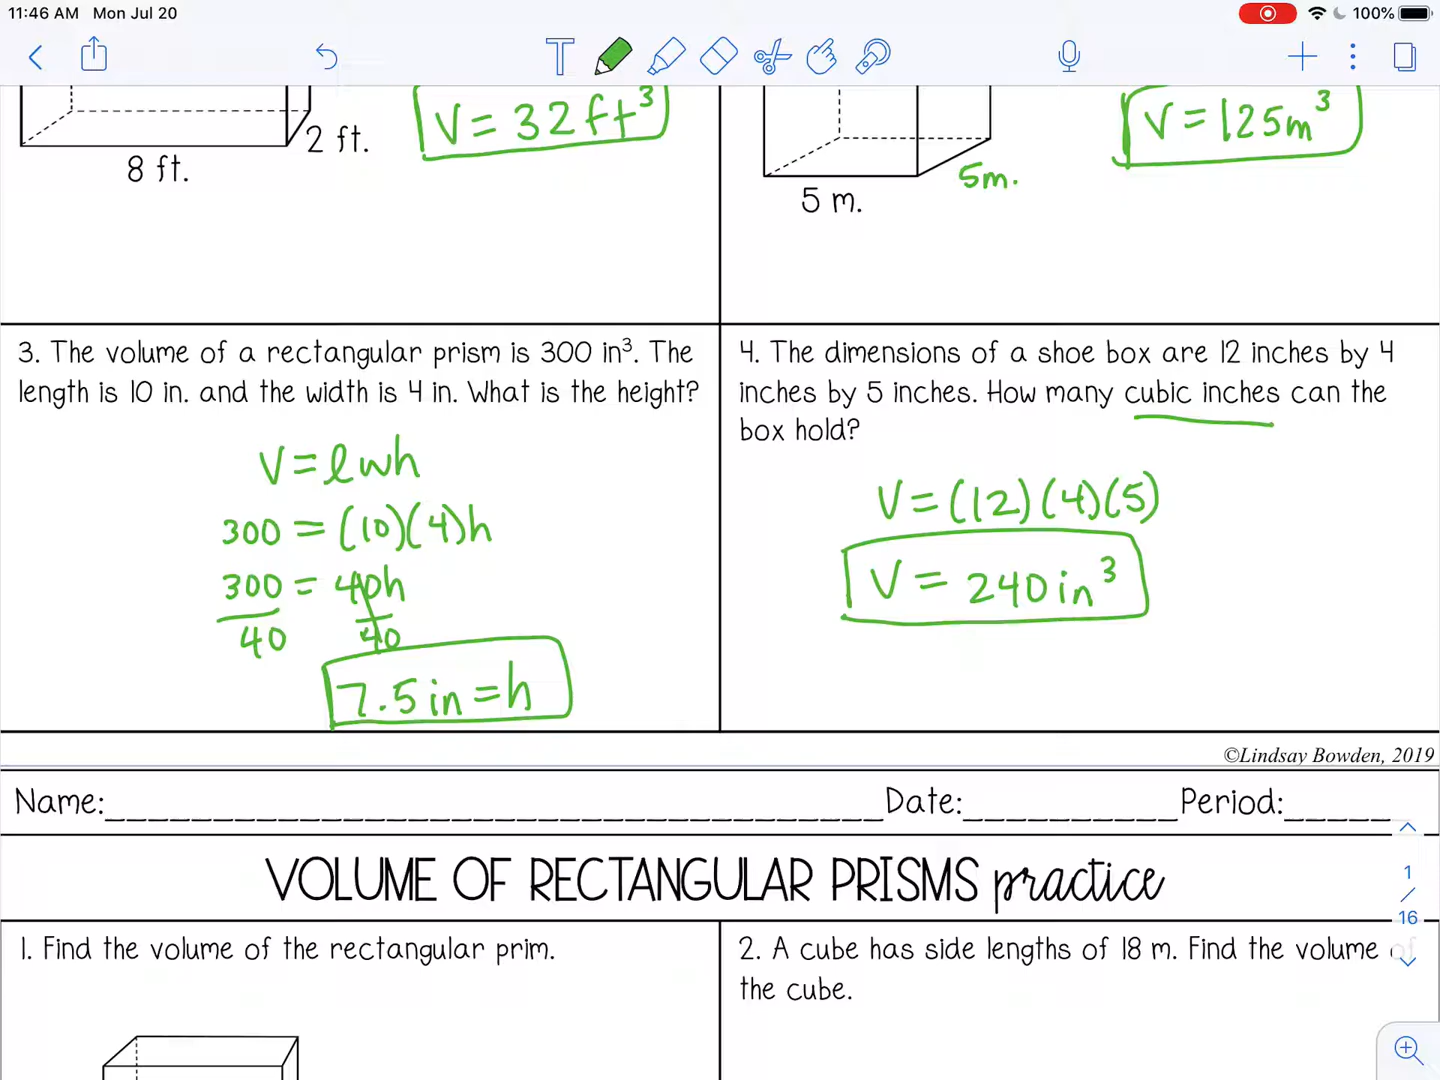 11:46 AM Mon Jul 20
100%
V = 32 ft³
V = 125m³
2 ft.
8 ft.
5m.
5 m.
3. The volume of a rectangular prism is 300 in³. The
length is 10 in. and the width is 4 in. What is the height?
V = lwh
300 = (10)(4)h
300 = 40h
40 40
7.5 in = h
4. The dimensions of a shoe box are 12 inches by 4
inches by 5 inches. How many cubic inches can the
box hold?
V = (12)(4)(5)
V = 240 in³
©Lindsay Bowden, 2019
Name:____________________ Date:__________ Period:_____
1
/
16
VOLUME OF RECTANGULAR PRISMS practice
1. Find the volume of the rectangular prim.
2. A cube has side lengths of 18 m. Find the volume of
the cube.